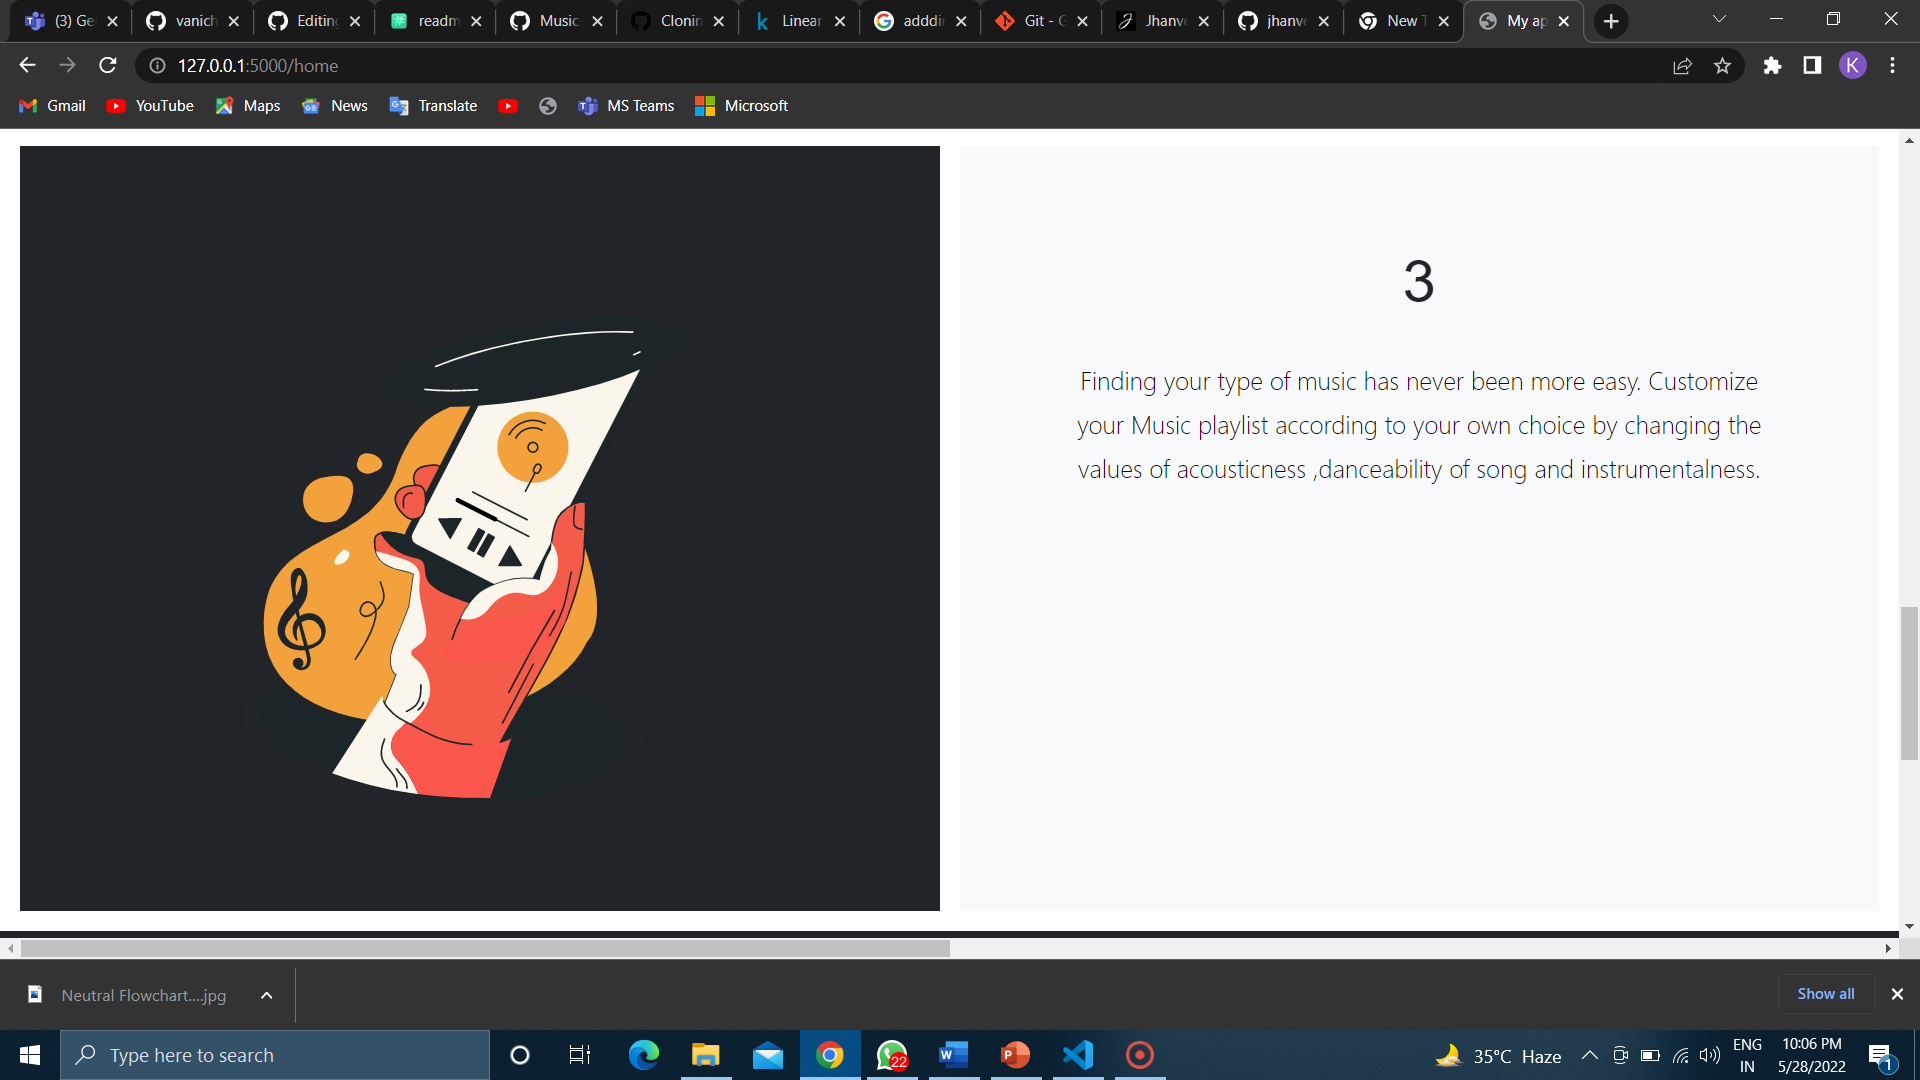 (3) Ge
vanich
Editing
readm
Music
Clonin
Linear
adddin
Git - G
Jhanve
jhanve
New T
My ap
127.0.0.1:5000/home
K
Gmail
YouTube
Maps
News
Translate
MS Teams
Microsoft
3
Finding your type of music has never been more easy. Customize
your Music playlist according to your own choice by changing the
values of acousticness ,danceability of song and instrumentalness.
Neutral Flowchart....jpg
Show all
Type here to search
22
35°C Haze
ENG
IN
10:06 PM
5/28/2022
1